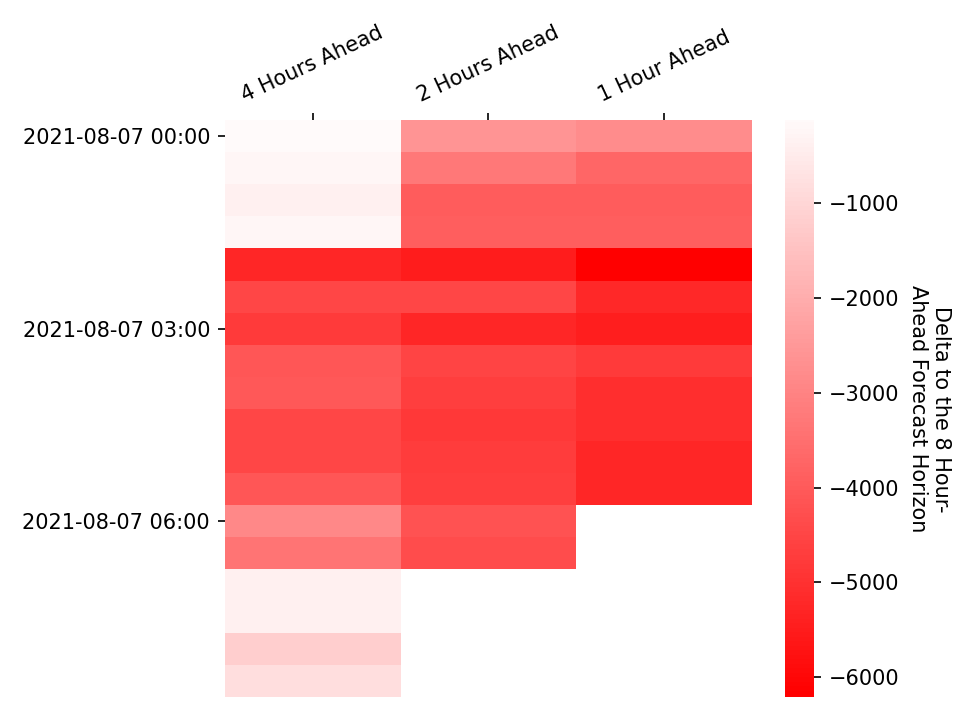 4 Hours Ahead
2 Hours Ahead
1 Hour Ahead
2021-08-07 00:00
2021-08-07 03:00
2021-08-07 06:00
−1000
−2000
−3000
−4000
−5000
−6000
Delta to the 8 Hour-
Ahead Forecast Horizon